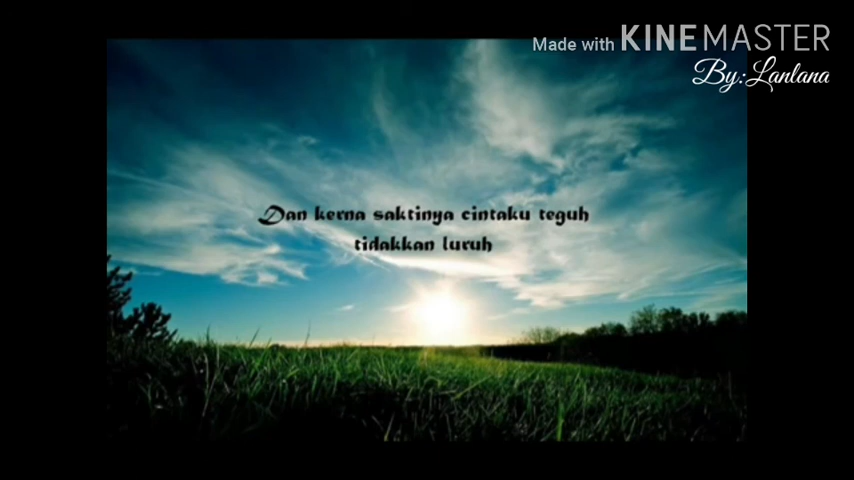 Made with KINEMASTER
By:Lanlana
Dan kerna saktinya cintaku teguh
tidakkan luruh